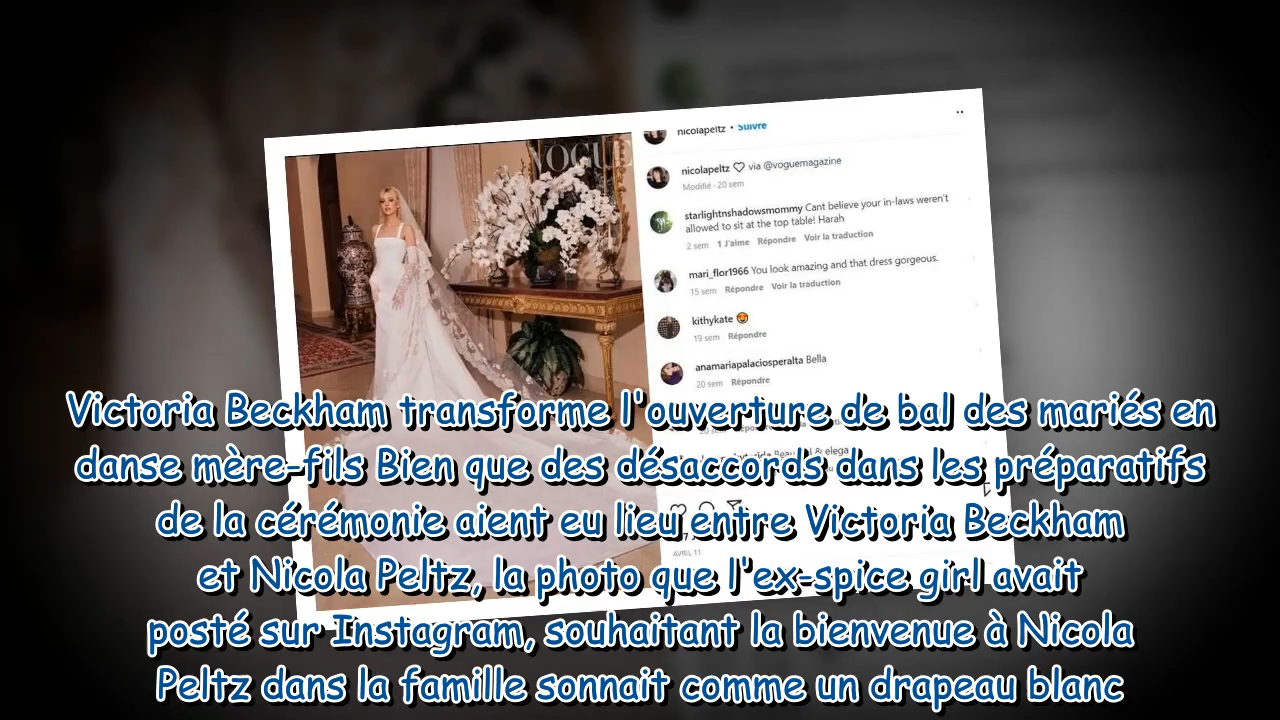 VOGUE
nicolapeltz • Suivre
nicolapeltz via @voguemagazine
Modifié · 20 sem
starlightnshadowsmommy Cant believe your in-laws weren't
allowed to sit at the top table! Harah
2 sem 1 J'aime Répondre Voir la traduction
mari_flor1966 You look amazing and that dress gorgeous.
15 sem Répondre Voir la traduction
kithykate 😍
19 sem Répondre
anamariapalaciosperalta Bella
20 sem Répondre
Victoria Beckham transforme l'ouverture de bal des mariés en
danse mère-fils Bien que des désaccords dans les préparatifs
de la cérémonie aient eu lieu entre Victoria Beckham
et Nicola Peltz, la photo que l'ex-spice girl avait
posté sur Instagram, souhaitant la bienvenue à Nicola
Peltz dans la famille sonnait comme un drapeau blanc
AVRIL 11